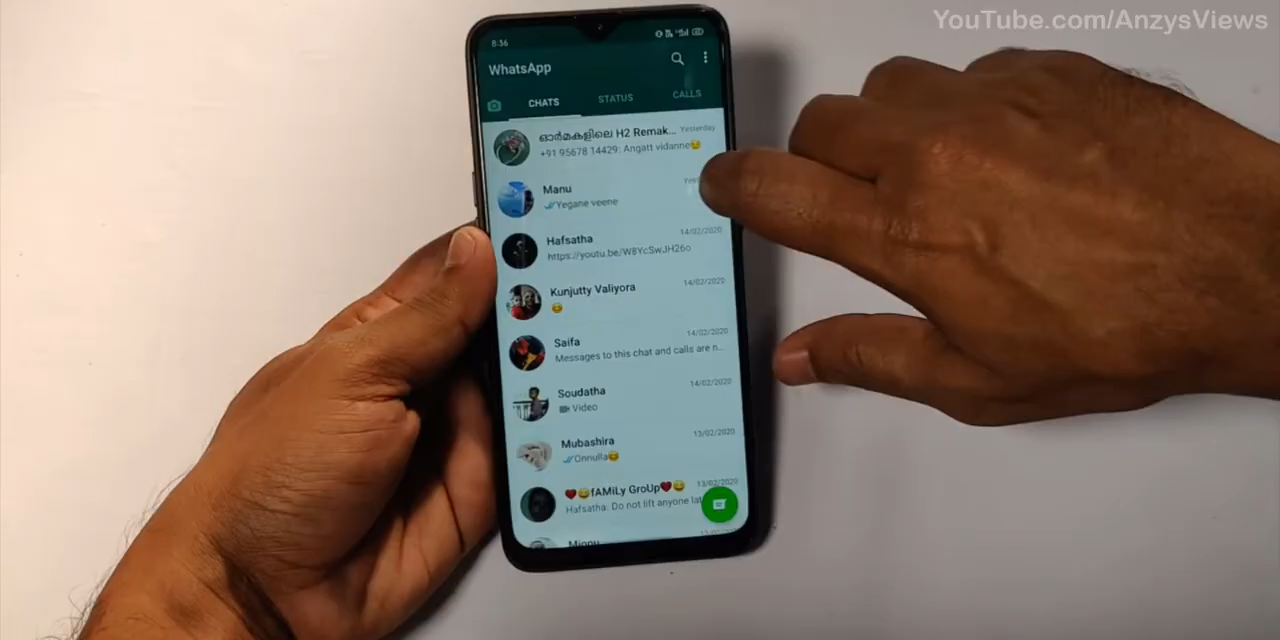 YouTube.com/AnzysViews
8:36
WhatsApp
CHATS
STATUS
CALLS
ഓർമകളിലെ H2 Remak... Yesterday
+91 95678 14429: Angatt vidanne😔
Manu
Yegane veene
Hafsatha 14/02/2020
https://youtu.be/W8YcSwJH26o
Kunjutty Valiyora 14/02/2020
😊
Saifa 14/02/2020
Messages to this chat and calls are n...
Soudatha 14/02/2020
Video
Mubashira 13/02/2020
Onnulla😊
❤😂fAMiLy GroUp❤😂 13/02/2020
Hafsatha: Do not lift anyone lat